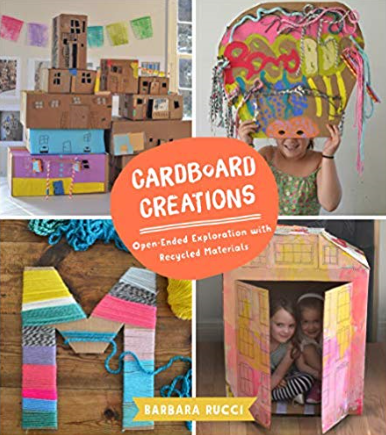 CARDBOARD
CREATIONS
Open-Ended Exploration with
Recycled Materials
BARBARA RUCCI